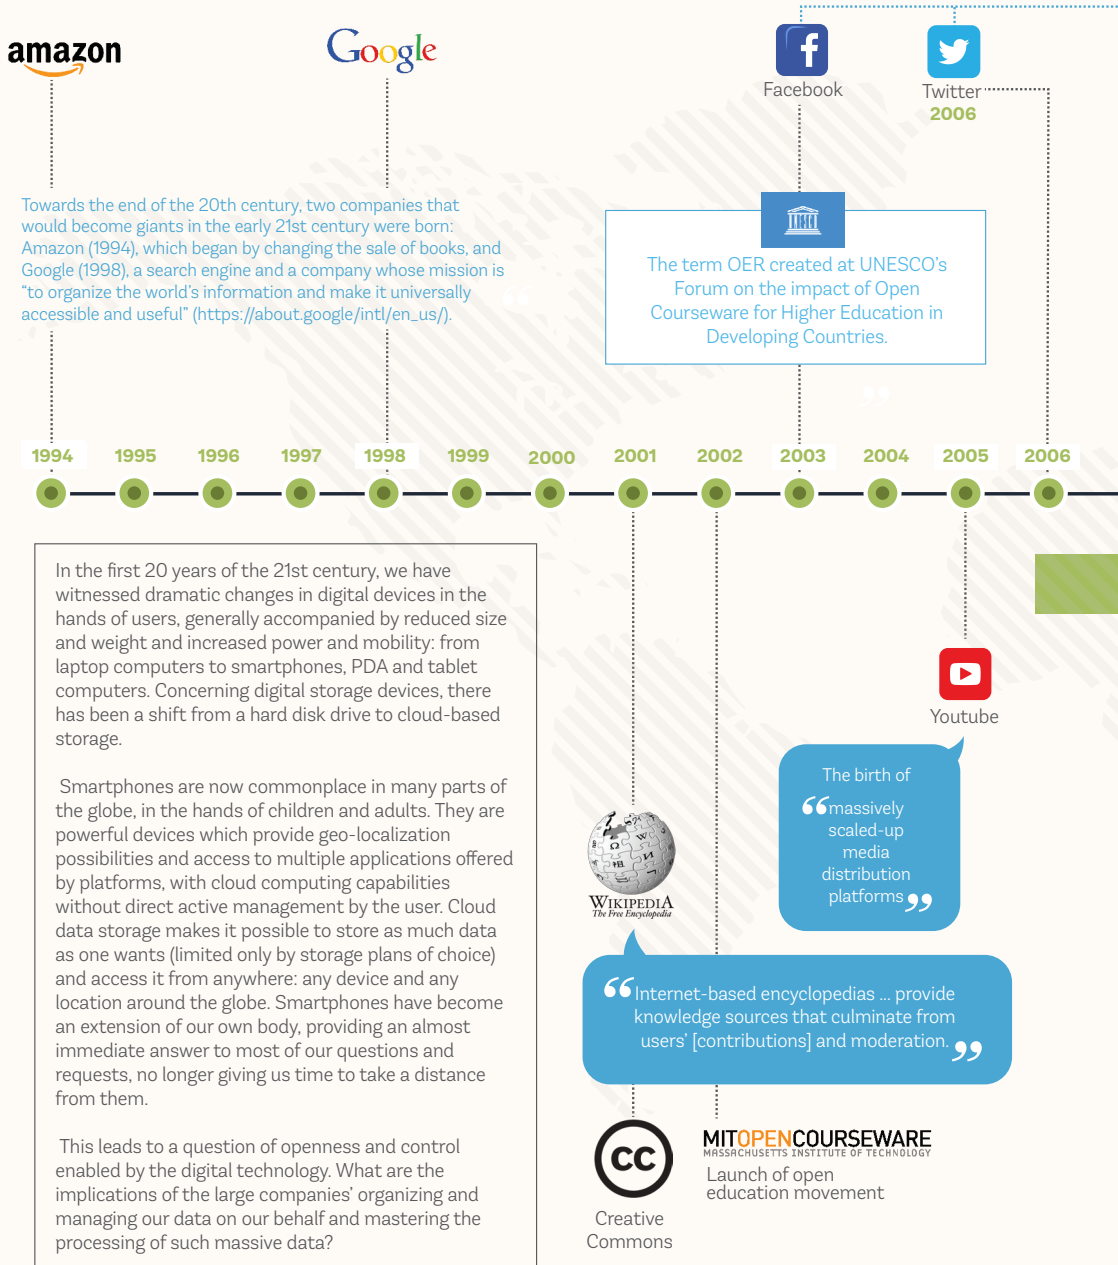 amazon
Google
Facebook
Twitter
2006
Towards the end of the 20th century, two companies that
would become giants in the early 21st century were born:
Amazon (1994), which began by changing the sale of books, and
Google (1998), a search engine and a company whose mission is
“to organize the world’s information and make it universally
accessible and useful” (https://about.google/intl/en_us/).
The term OER created at UNESCO’s
Forum on the impact of Open
Courseware for Higher Education in
Developing Countries.
1994 1995 1996 1997 1998 1999 2000 2001 2002 2003 2004 2005 2006
In the first 20 years of the 21st century, we have
witnessed dramatic changes in digital devices in the
hands of users, generally accompanied by reduced size
and weight and increased power and mobility: from
laptop computers to smartphones, PDA and tablet
computers. Concerning digital storage devices, there
has been a shift from a hard disk drive to cloud-based
storage.
Smartphones are now commonplace in many parts of
the globe, in the hands of children and adults. They are
powerful devices which provide geo-localization
possibilities and access to multiple applications offered
by platforms, with cloud computing capabilities
without direct active management by the user. Cloud
data storage makes it possible to store as much data
as one wants (limited only by storage plans of choice)
and access it from anywhere: any device and any
location around the globe. Smartphones have become
an extension of our own body, providing an almost
immediate answer to most of our questions and
requests, no longer giving us time to take a distance
from them.
This leads to a question of openness and control
enabled by the digital technology. What are the
implications of the large companies’ organizing and
managing our data on our behalf and mastering the
processing of such massive data?
Youtube
The birth of
“massively
scaled-up
media
distribution
platforms”
WIKIPEDIA
The Free Encyclopedia
“Internet-based encyclopedias ... provide
knowledge sources that culminate from
users’ [contributions] and moderation.”
cc
Creative
Commons
MITOPENCOURSEWARE
MASSACHUSETTS INSTITUTE OF TECHNOLOGY
Launch of open
education movement